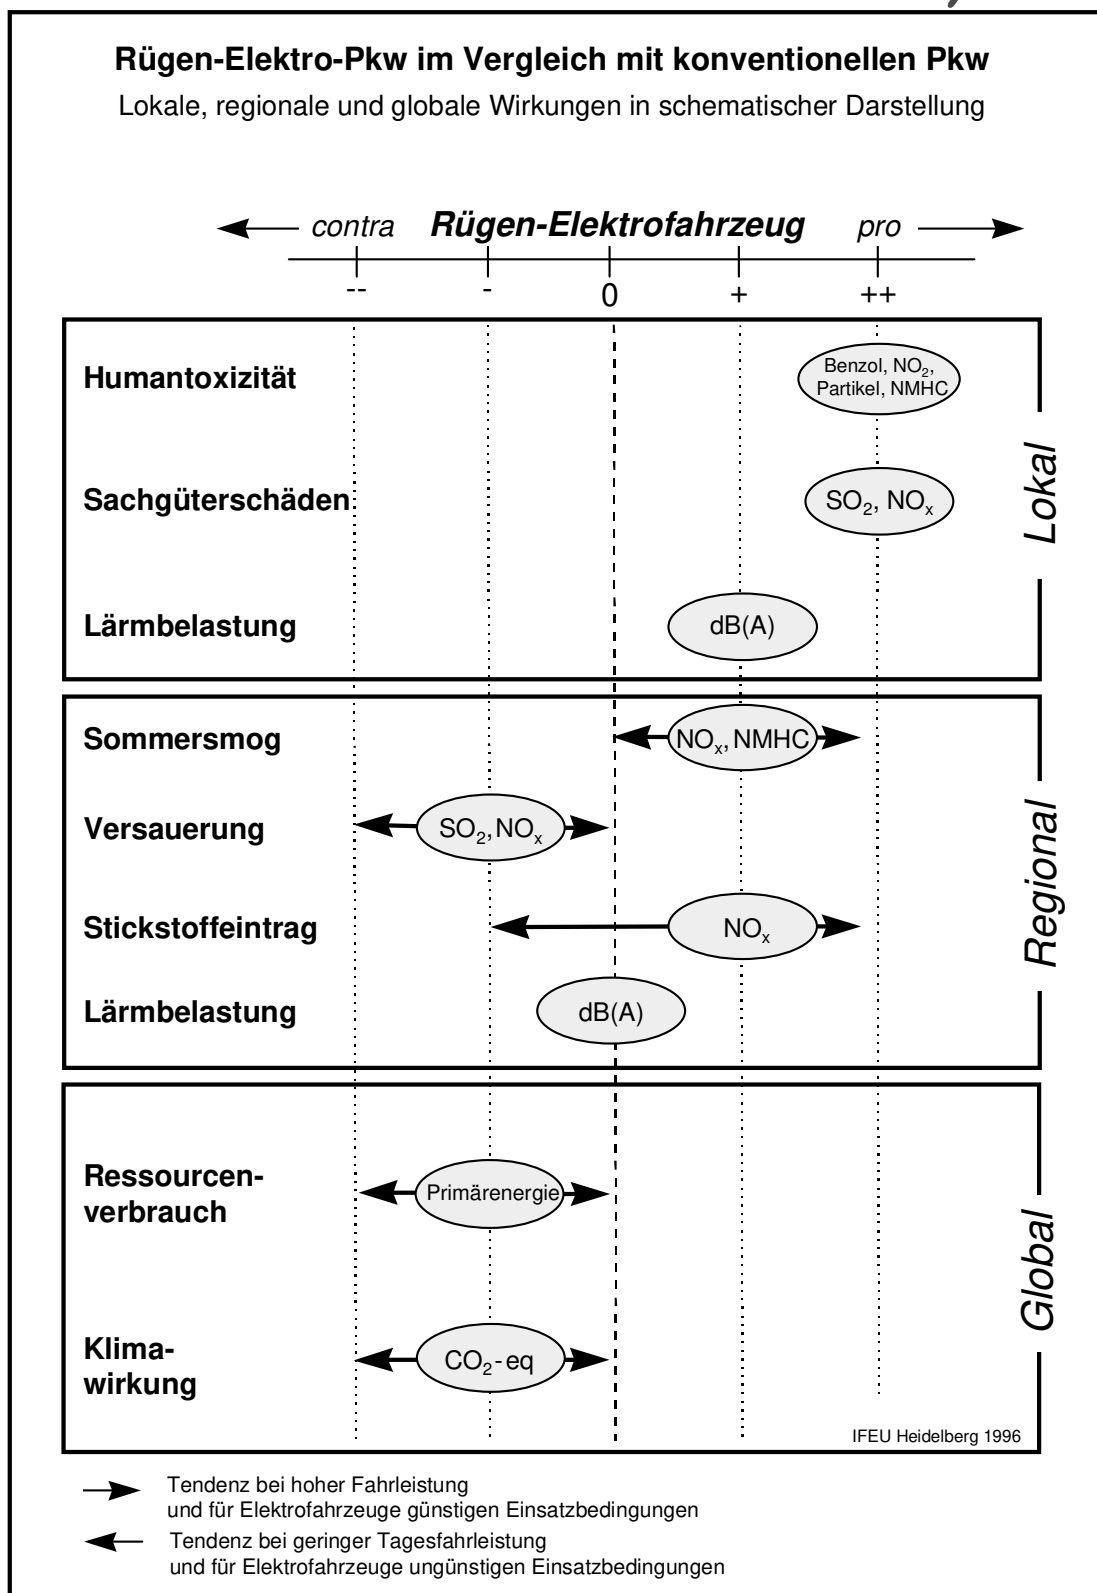 Rügen-Elektro-Pkw im Vergleich mit konventionellen Pkw
Lokale, regionale und globale Wirkungen in schematischer Darstellung
contra Rügen-Elektrofahrzeug pro
-- - 0 + ++
Humantoxizität
Benzol, NO₂,
Partikel, NMHC
Sachgüterschäden
SO₂, NOₓ
Lärmbelastung
dB(A)
Lokal
Sommersmog
NOₓ, NMHC
Versauerung
SO₂, NOₓ
Stickstoffeintrag
NOₓ
Lärmbelastung
dB(A)
Regional
Ressourcen-
verbrauch
Primärenergie
Klima-
wirkung
CO₂-eq
Global
IFEU Heidelberg 1996
Tendenz bei hoher Fahrleistung
und für Elektrofahrzeuge günstigen Einsatzbedingungen
Tendenz bei geringer Tagesfahrleistung
und für Elektrofahrzeuge ungünstigen Einsatzbedingungen